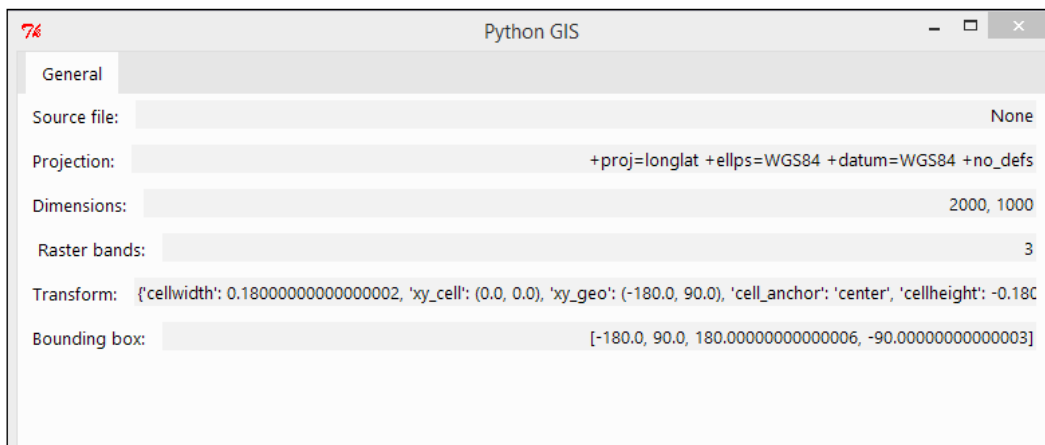 Python GIS
General
Source file: None
Projection: +proj=longlat +ellps=WGS84 +datum=WGS84 +no_defs
Dimensions: 2000, 1000
Raster bands: 3
Transform: {'cellwidth': 0.18000000000000002, 'xy_cell': (0.0, 0.0), 'xy_geo': (-180.0, 90.0), 'cell_anchor': 'center', 'cellheight': -0.180
Bounding box: [-180.0, 90.0, 180.00000000000006, -90.00000000000003]